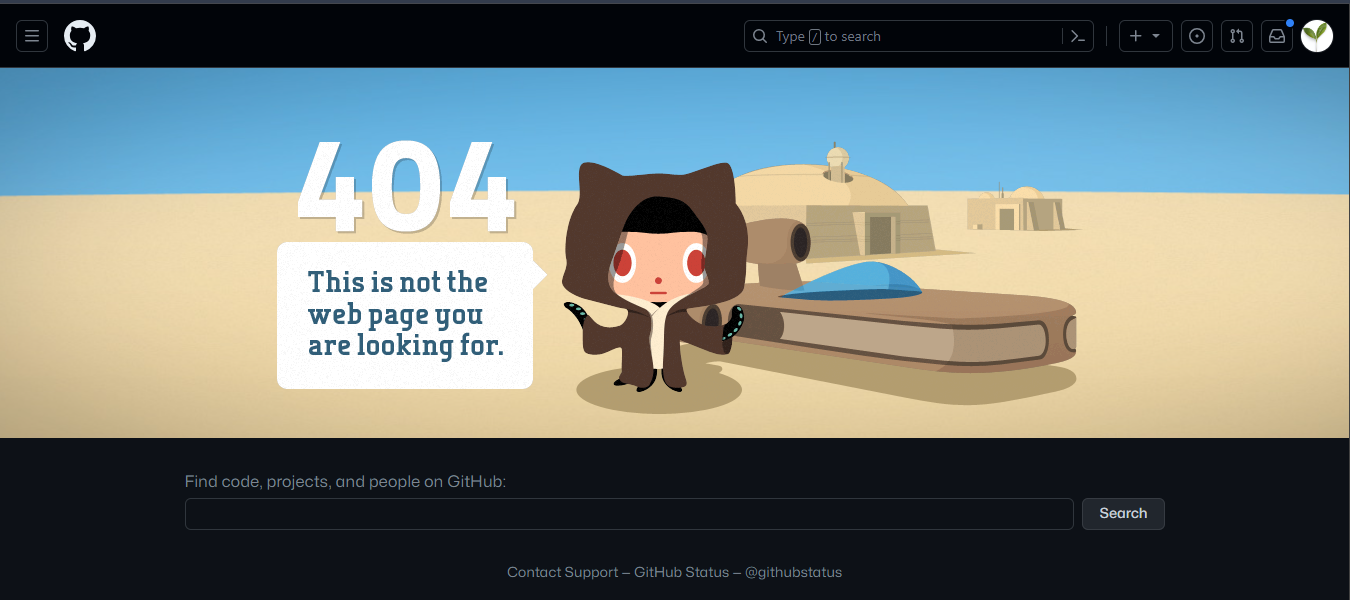 Type / to search
404
This is not the
web page you
are looking for.
Find code, projects, and people on GitHub:
Search
Contact Support — GitHub Status — @githubstatus